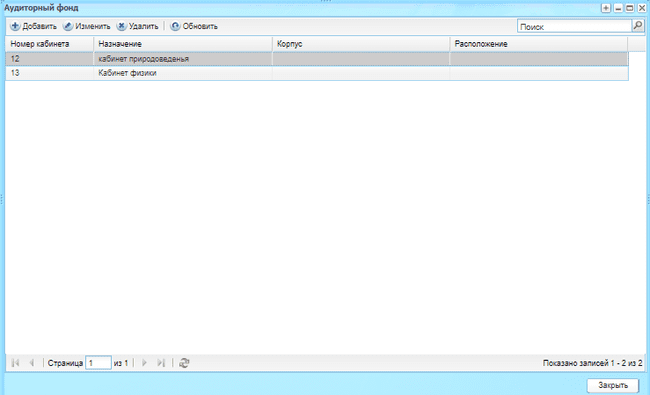 Аудиторный фонд
Добавить Изменить Удалить Обновить Поиск
Номер кабинета Назначение Корпус Расположение
12 кабинет природоведенья
13 Кабинет физики
Страница 1 из 1 Показано записей 1 - 2 из 2
Закрыть